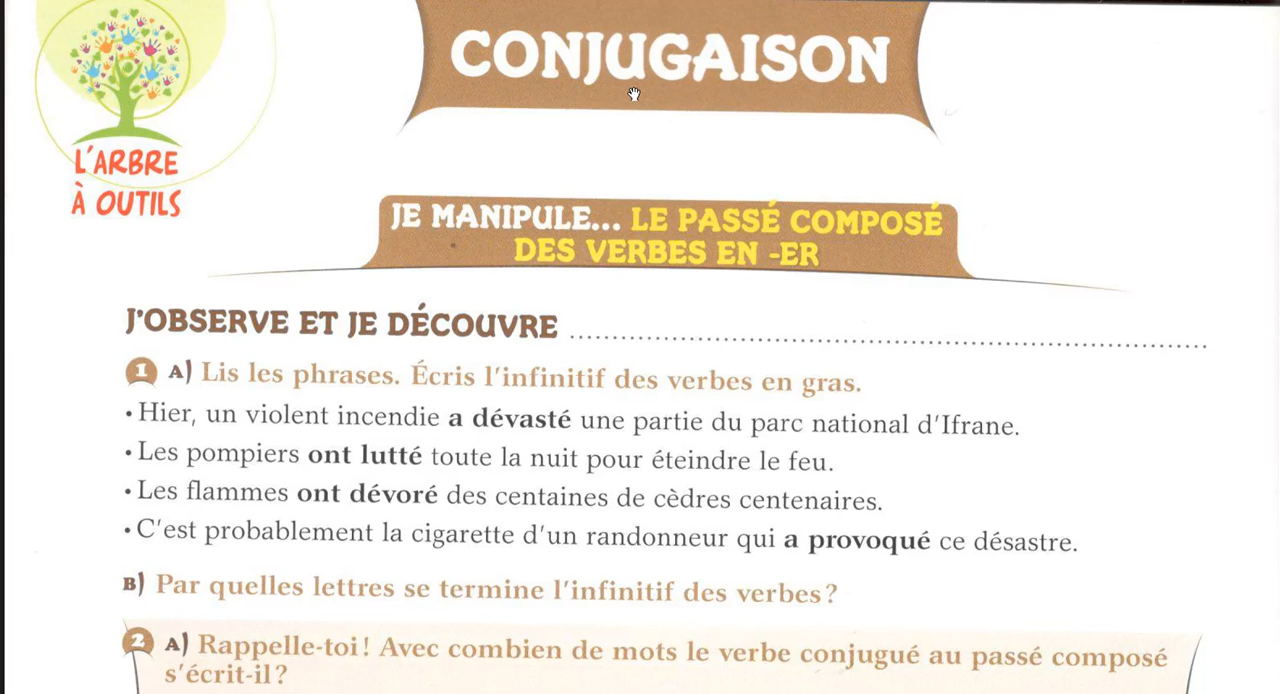 CONJUGAISON
L'ARBRE
À OUTILS
JE MANIPULE... LE PASSÉ COMPOSÉ
DES VERBES EN -ER
J'OBSERVE ET JE DÉCOUVRE
1 A) Lis les phrases. Écris l'infinitif des verbes en gras.
• Hier, un violent incendie a dévasté une partie du parc national d'Ifrane.
• Les pompiers ont lutté toute la nuit pour éteindre le feu.
• Les flammes ont dévoré des centaines de cèdres centenaires.
• C'est probablement la cigarette d'un randonneur qui a provoqué ce désastre.
B) Par quelles lettres se termine l'infinitif des verbes ?
2 A) Rappelle-toi ! Avec combien de mots le verbe conjugué au passé composé
s'écrit-il ?